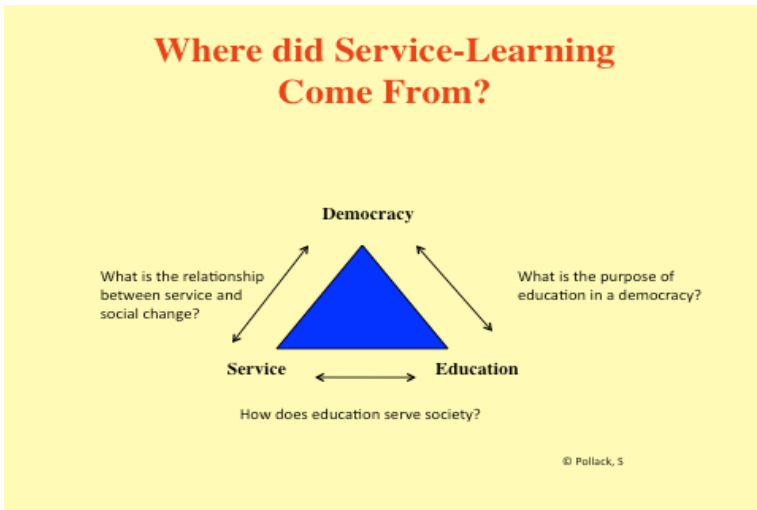 Where did Service-Learning
Come From?
Democracy
What is the relationship
between service and
social change?
What is the purpose of
education in a democracy?
Service
Education
How does education serve society?
© Pollack, S